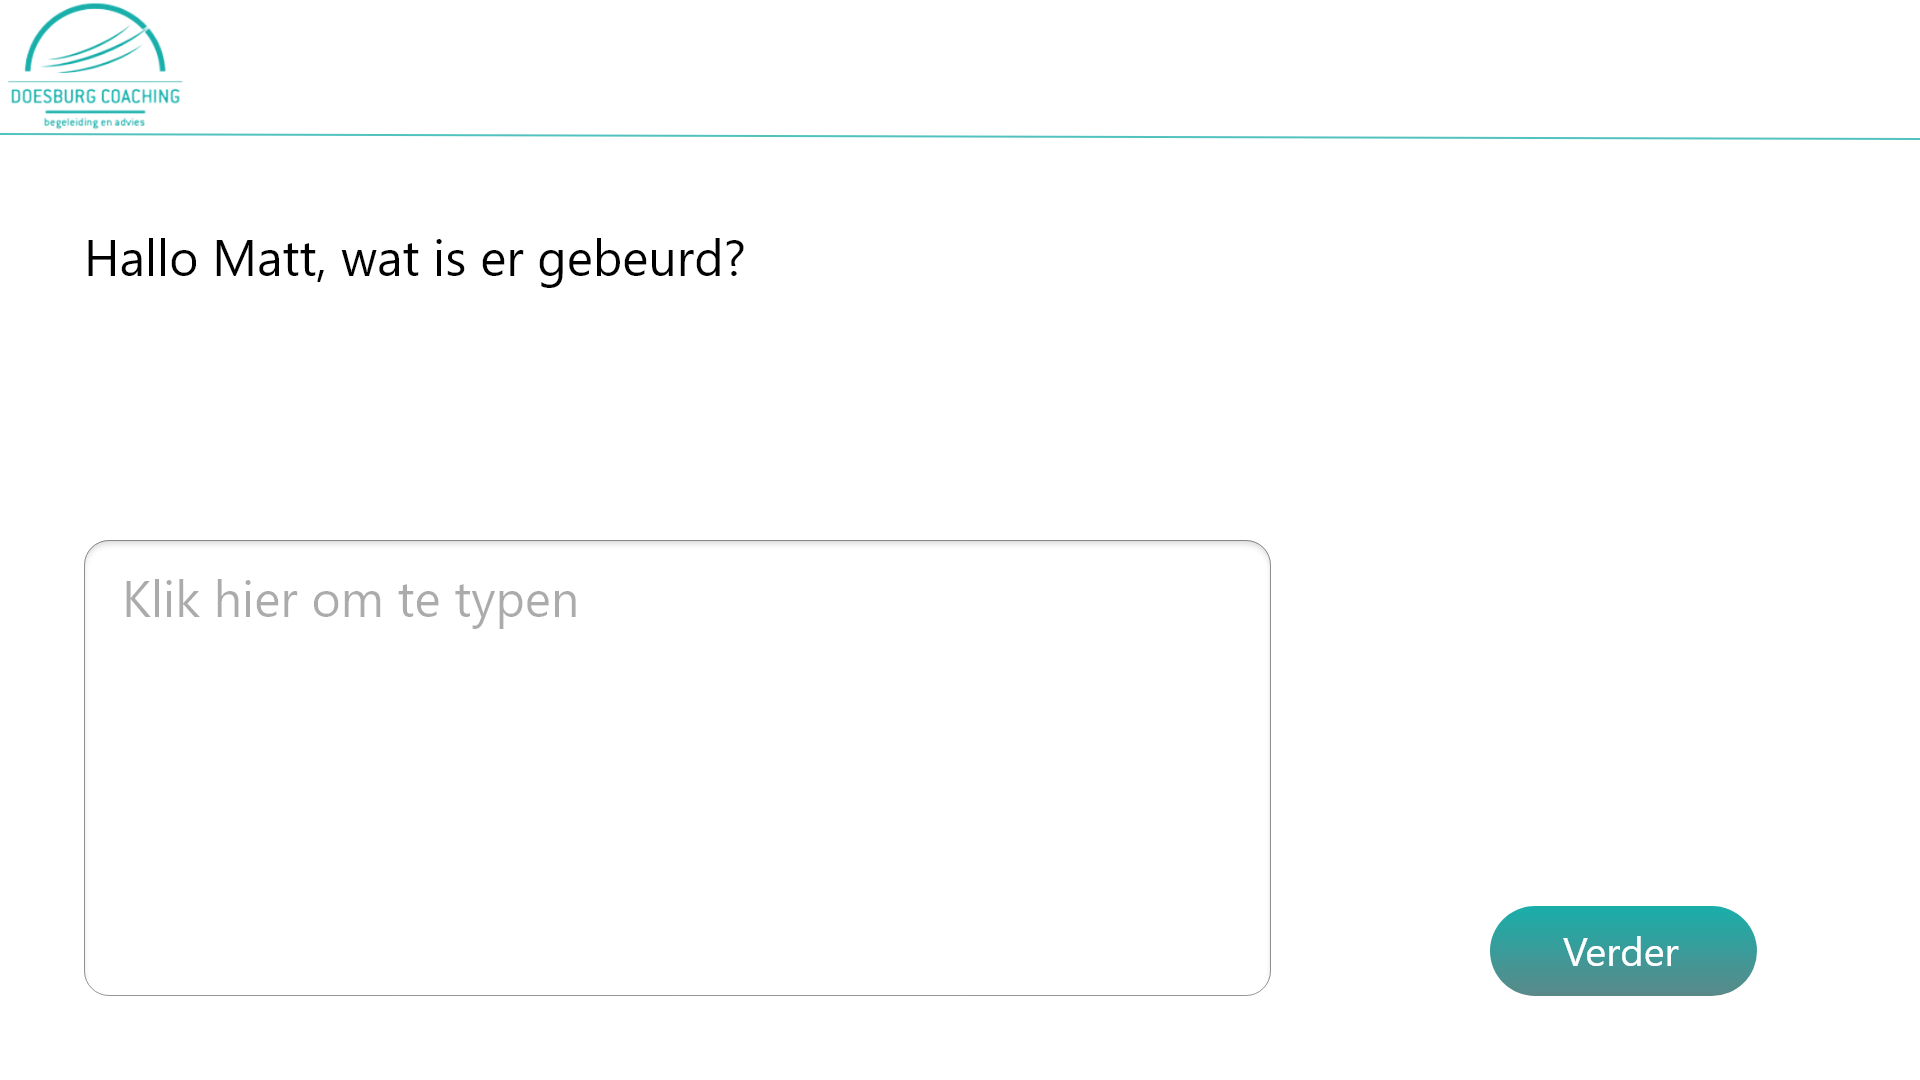 DOESBURG COACHING
begeleiding en advies
Hallo Matt, wat is er gebeurd?
Klik hier om te typen
Verder